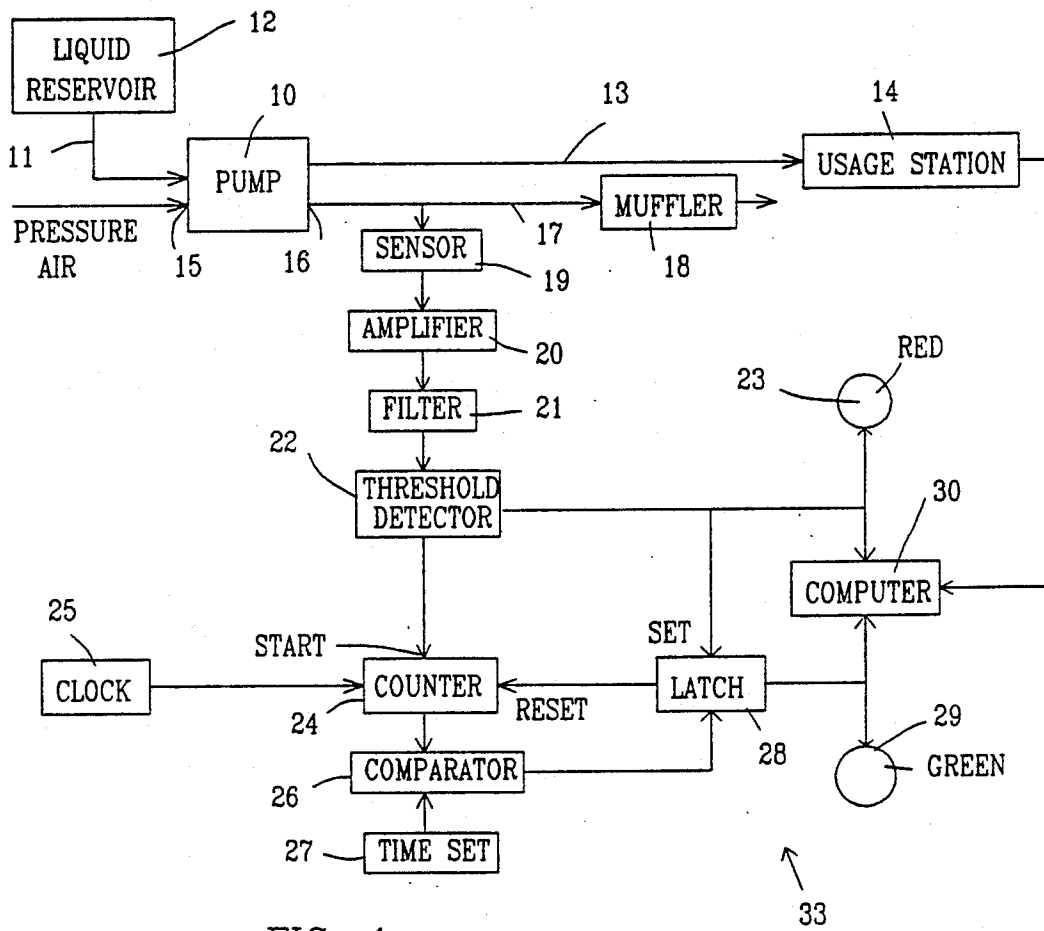 12
LIQUID
RESERVOIR
10
13
14
11
PUMP
USAGE STATION
MUFFLER
PRESSURE
AIR
15
16
17
18
SENSOR
19
AMPLIFIER
20
RED
23
FILTER
21
22
THRESHOLD
DETECTOR
30
COMPUTER
25
SET
START
CLOCK
COUNTER
LATCH
24
RESET
28
29
COMPARATOR
GREEN
26
27
TIME SET
33